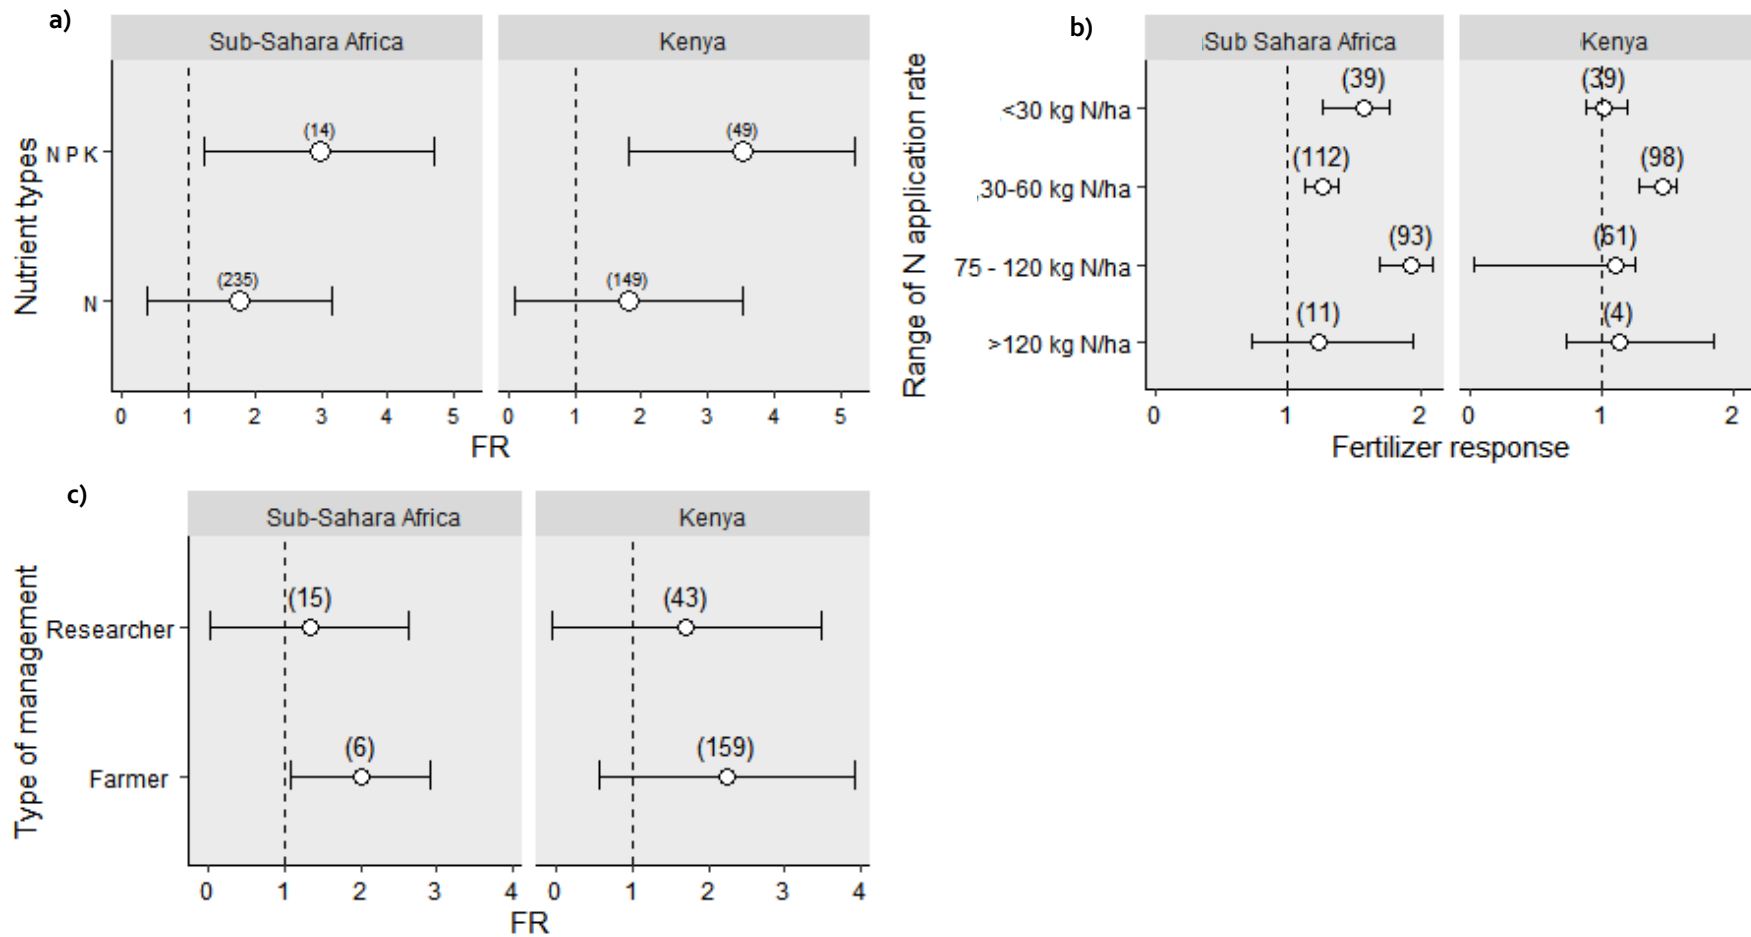 a)
Sub-Sahara Africa
Kenya
Nutrient types
N P K
(14)
(49)
N
(235)
(149)
0 1 2 3 4 5
0 1 2 3 4 5
FR
b)
Sub Sahara Africa
Kenya
Range of N application rate
<30 kg N/ha
(39)
(39)
30-60 kg N/ha
(112)
(98)
75 - 120 kg N/ha
(93)
(61)
>120 kg N/ha
(11)
(4)
0 1 2
0 1 2
Fertilizer response
c)
Sub-Sahara Africa
Kenya
Type of management
Researcher
(15)
(43)
Farmer
(6)
(159)
0 1 2 3 4
0 1 2 3 4
FR